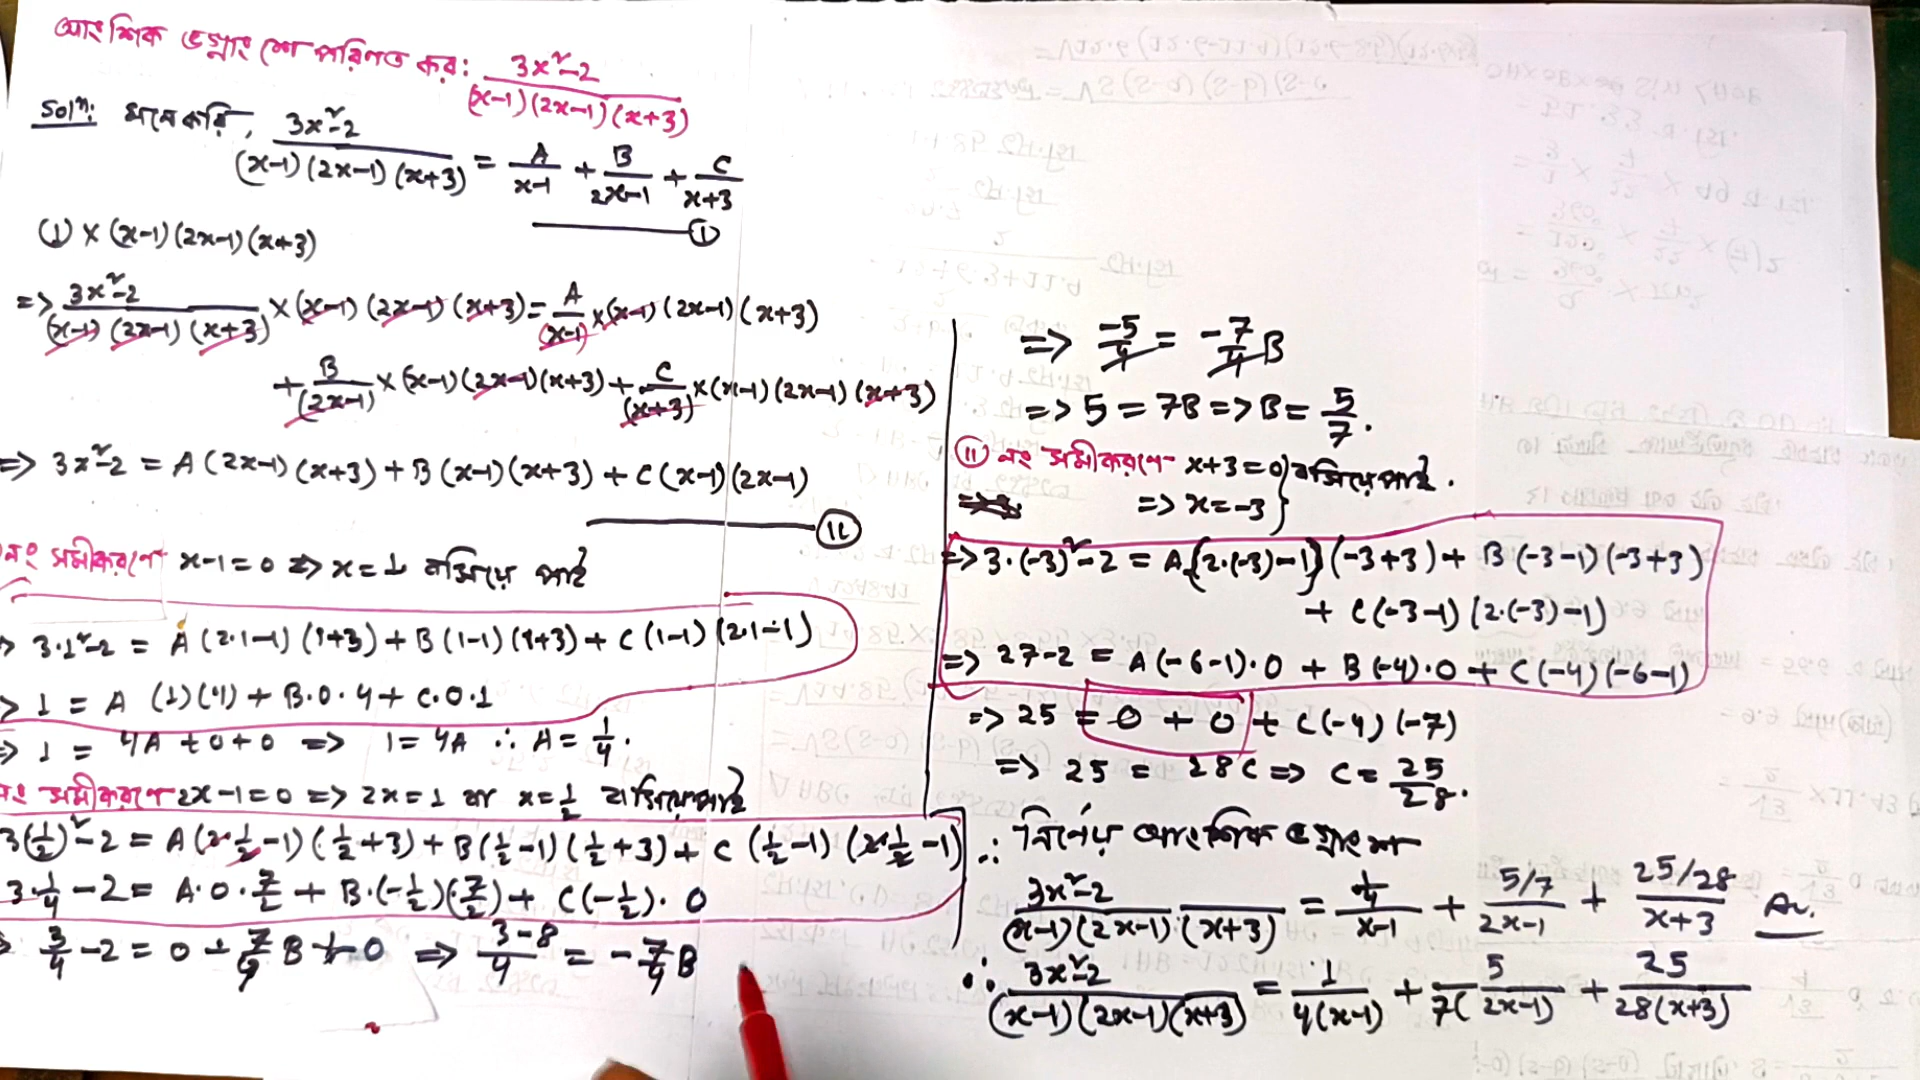 আংশিক ভগ্নাংশে পরিণত কর: 3x²-2 / (x-1)(2x-1)(x+3)
Solⁿ: মনে করি, 3x²-2 / (x-1)(2x-1)(x+3) = A/(x-1) + B/(2x-1) + C/(x+3)
——— ⓘ
(1) × (x-1)(2x-1)(x+3)
=> 3x²-2 / (x-1)(2x-1)(x+3) × (x-1)(2x-1)(x+3) = A/(x-1) × (x-1)(2x-1)(x+3)
+ B/(2x-1) × (x-1)(2x-1)(x+3) + C/(x+3) × (x-1)(2x-1)(x+3)
=> 3x²-2 = A(2x-1)(x+3) + B(x-1)(x+3) + C(x-1)(2x-1)
——— (ii)
নং সমীকরণে x-1=0 => x=1 বসিয়ে পাই
> 3·1²-2 = A(2·1-1)(1+3) + B(1-1)(1+3) + C(1-1)(2·1-1)
> 1 = A (1)(4) + B·0·4 + C·0·1
=> 1 = 4A + 0 + 0 => 1 = 4A ∴ A = 1/4.
নং সমীকরণে 2x-1=0 => 2x=1 বা x=1/2 বসিয়ে পাই
3(1/2)²-2 = A(2·1/2-1)(1/2+3) + B(1/2-1)(1/2+3) + C(1/2-1)(2·1/2-1)
3·1/4-2 = A·0·7/2 + B·(-1/2)(7/2) + C(-1/2)·0
> 3/4-2 = 0 - 7/4 B + 0 => 3-8/4 = -7/4 B
=> -5/4 = -7/4 B
=> 5 = 7B => B = 5/7.
(ii) নং সমীকরণে x+3=0 } বসিয়ে পাই.
=> x=-3 }
=> 3·(-3)²-2 = A{2·(-3)-1}(-3+3) + B(-3-1)(-3+3)
+ C(-3-1)(2·(-3)-1)
=> 27-2 = A(-6-1)·0 + B(-4)·0 + C(-4)(-6-1)
=> 25 = 0 + 0 + C(-4)(-7)
=> 25 = 28C => C = 25/28.
∴ নির্ণেয় আংশিক ভগ্নাংশ
3x²-2 / (x-1)(2x-1)(x+3) = 1/4 / x-1 + 5/7 / 2x-1 + 25/28 / x+3 An.
∴ 3x²-2 / (x-1)(2x-1)(x+3) = 1 / 4(x-1) + 5 / 7(2x-1) + 25 / 28(x+3)